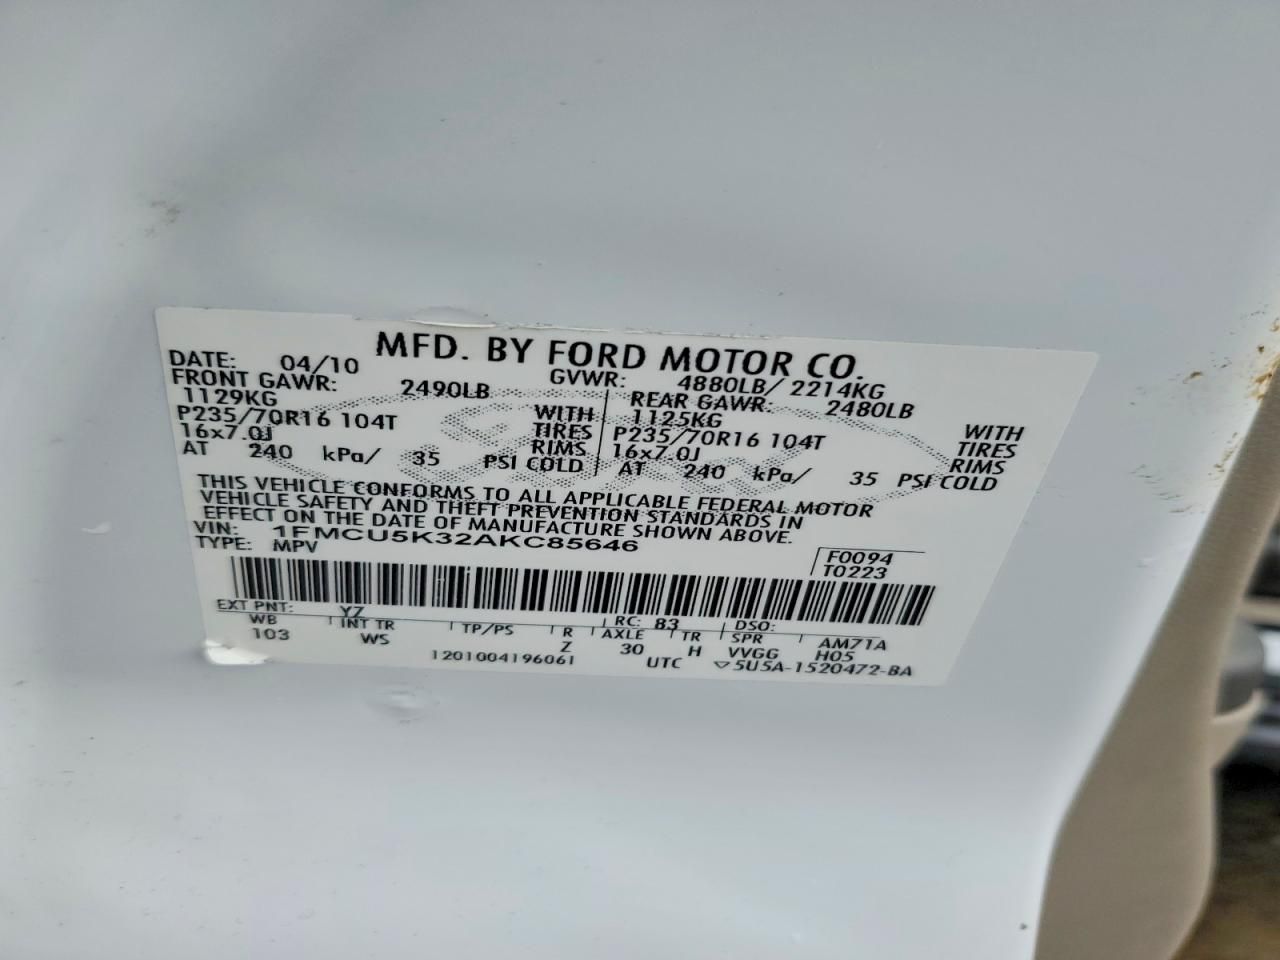 MFD. BY FORD MOTOR CO.
DATE: 04/10 GVWR: 4880LB/ 2214KG
FRONT GAWR: 2490LB REAR GAWR: 2480LB
1129KG WITH 1125KG WITH
P235/70R16 104T TIRES P235/70R16 104T TIRES
16x7.0J RIMS 16x7.0J RIMS
AT 240 kPa/ 35 PSI COLD AT 240 kPa/ 35 PSI COLD
THIS VEHICLE CONFORMS TO ALL APPLICABLE FEDERAL MOTOR
VEHICLE SAFETY AND THEFT PREVENTION STANDARDS IN
EFFECT ON THE DATE OF MANUFACTURE SHOWN ABOVE.
VIN: 1FMCU5K32AKC85646
TYPE: MPV
F0094
T0223
EXT PNT: YZ RC: 83 DSO:
WB INT TR TP/PS R AXLE TR SPR AM71A
103 WS Z 30 H VVGG H05
1201004196061 UTC ▽5U5A-1520472-BA